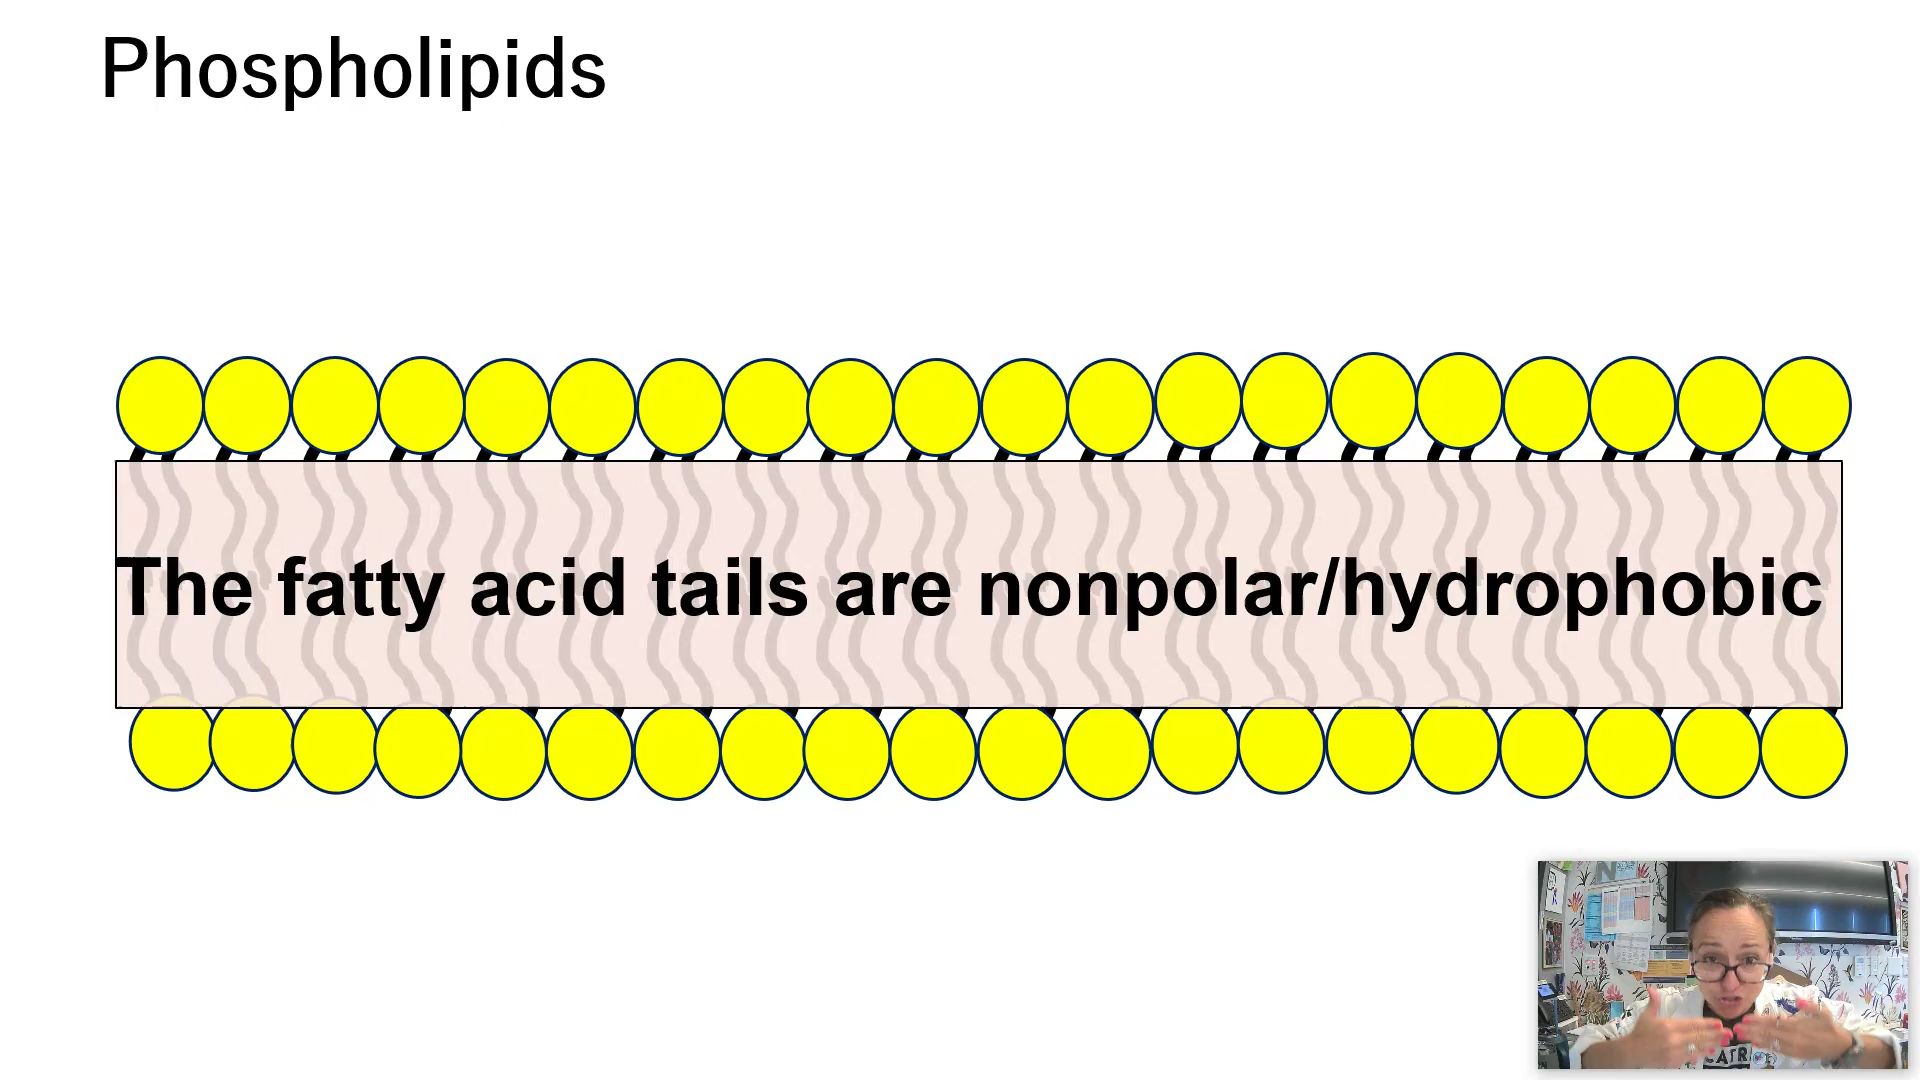 Phospholipids
The fatty acid tails are nonpolar/hydrophobic